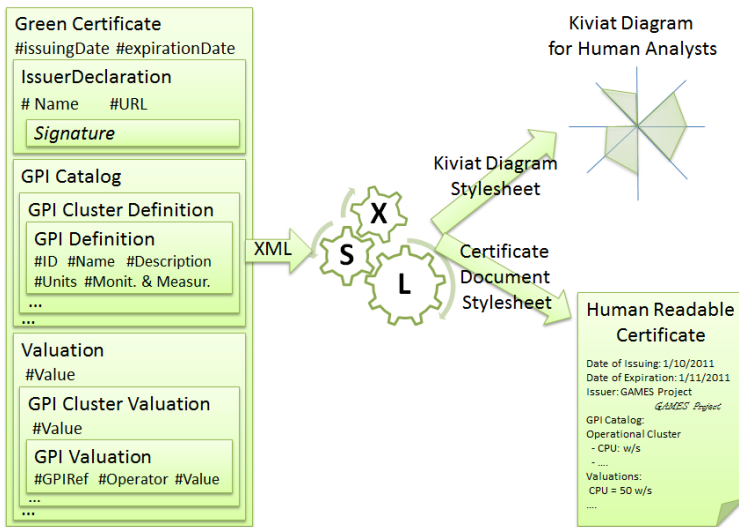 Green Certificate
#issuingDate #expirationDate
IssuerDeclaration
# Name #URL
Signature
GPI Catalog
GPI Cluster Definition
GPI Definition
#ID #Name #Description
#Units #Monit. & Measur.
...
...
Valuation
#Value
GPI Cluster Valuation
#Value
GPI Valuation
#GPIRef #Operator #Value
...
...
XML
X
S
L
Kiviat Diagram
Stylesheet
Certificate
Document
Stylesheet
Kiviat Diagram
for Human Analysts
Human Readable
Certificate
Date of Issuing: 1/10/2011
Date of Expiration: 1/11/2011
Issuer: GAMES Project
GAMES Project
GPI Catalog:
Operational Cluster
- CPU: w/s
- ....
Valuations:
CPU = 50 w/s
....